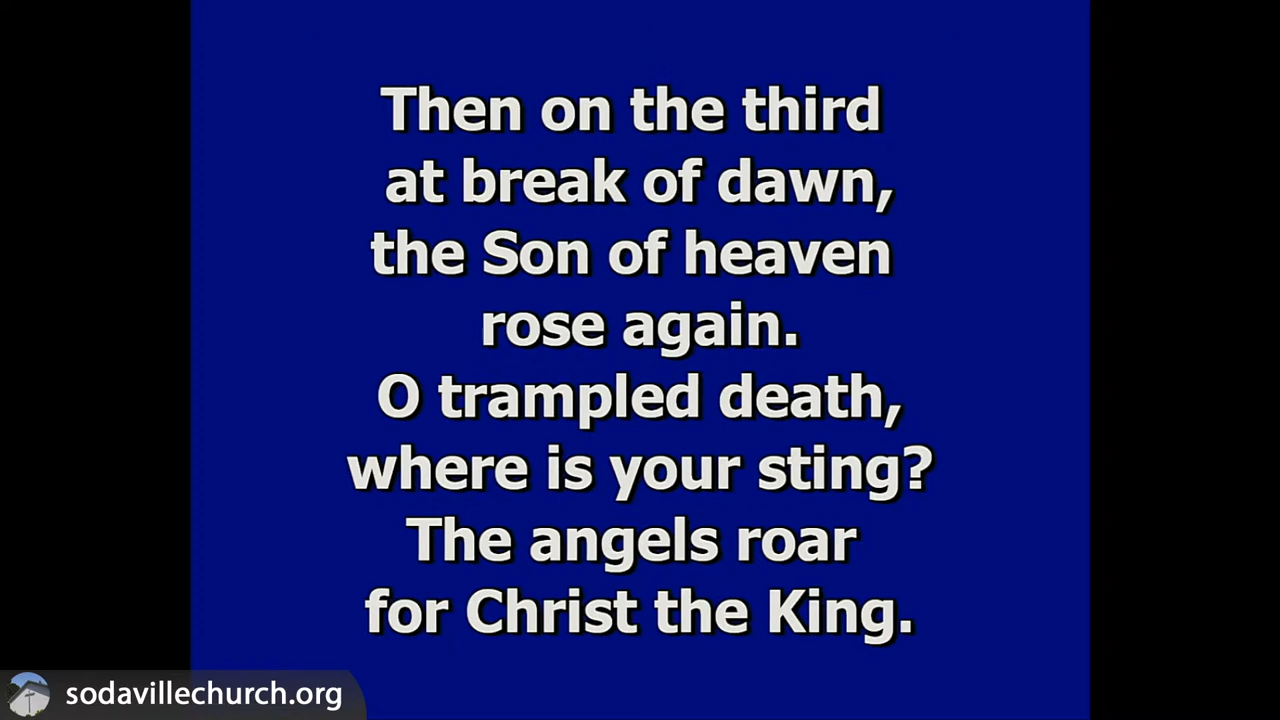 Then on the third
at break of dawn,
the Son of heaven
rose again.
O trampled death,
where is your sting?
The angels roar
for Christ the King.
sodavillechurch.org